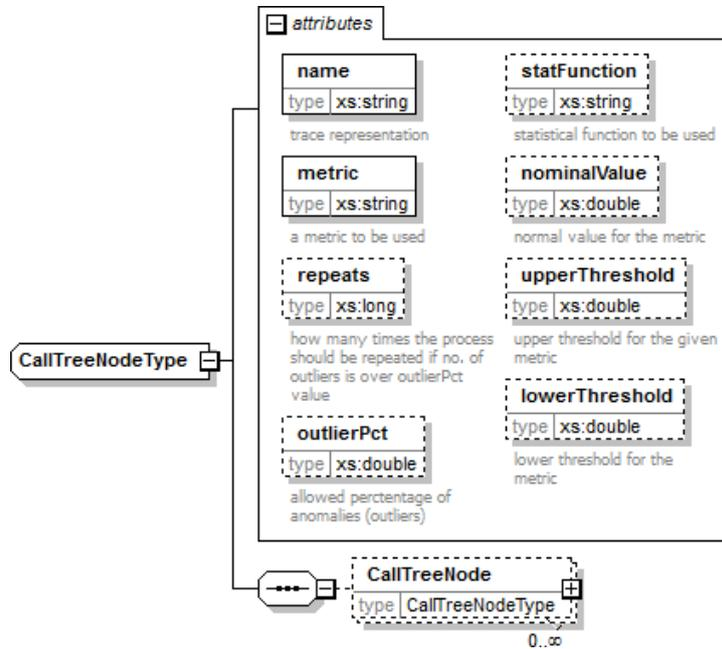 attributes
name
type xs:string
trace representation
metric
type xs:string
a metric to be used
repeats
type xs:long
how many times the process
should be repeated if no. of
outliers is over outlierPct
value
outlierPct
type xs:double
allowed perctentage of
anomalies (outliers)
statFunction
type xs:string
statistical function to be used
nominalValue
type xs:double
normal value for the metric
upperThreshold
type xs:double
upper threshold for the given
metric
lowerThreshold
type xs:double
lower threshold for the
metric
CallTreeNodeType
CallTreeNode
type CallTreeNodeType
0..∞